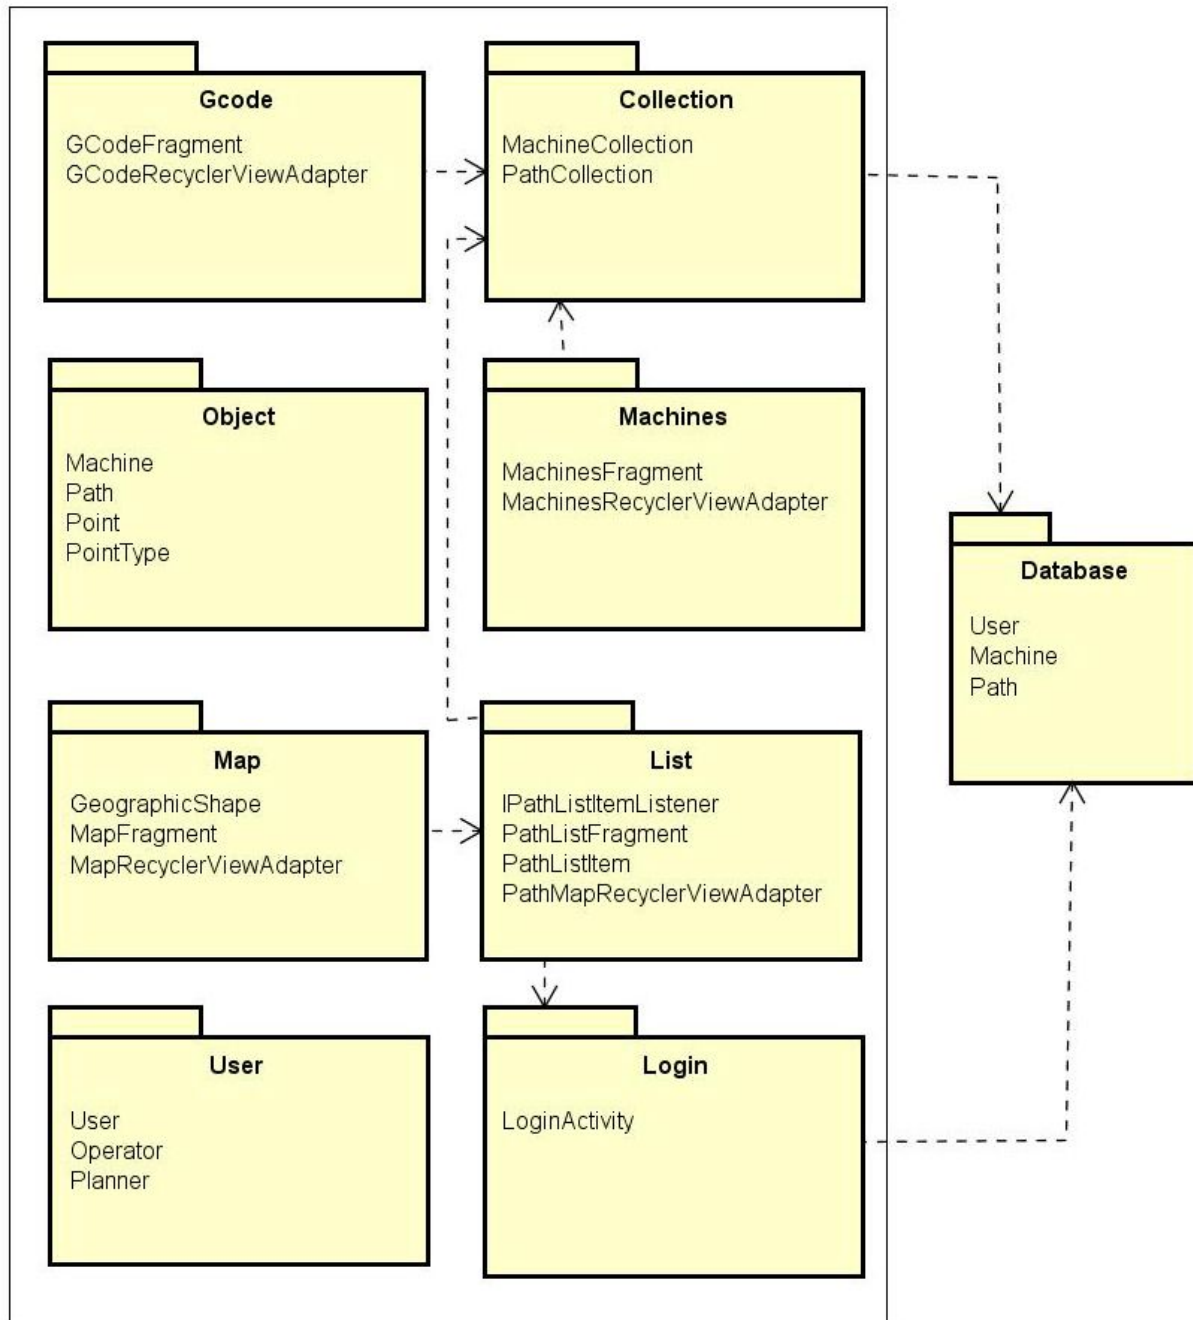 Gcode
GCodeFragment
GCodeRecyclerViewAdapter
Collection
MachineCollection
PathCollection
Object
Machine
Path
Point
PointType
Machines
MachinesFragment
MachinesRecyclerViewAdapter
Database
User
Machine
Path
Map
GeographicShape
MapFragment
MapRecyclerViewAdapter
List
IPathListItemListener
PathListFragment
PathListItem
PathMapRecyclerViewAdapter
User
User
Operator
Planner
Login
LoginActivity